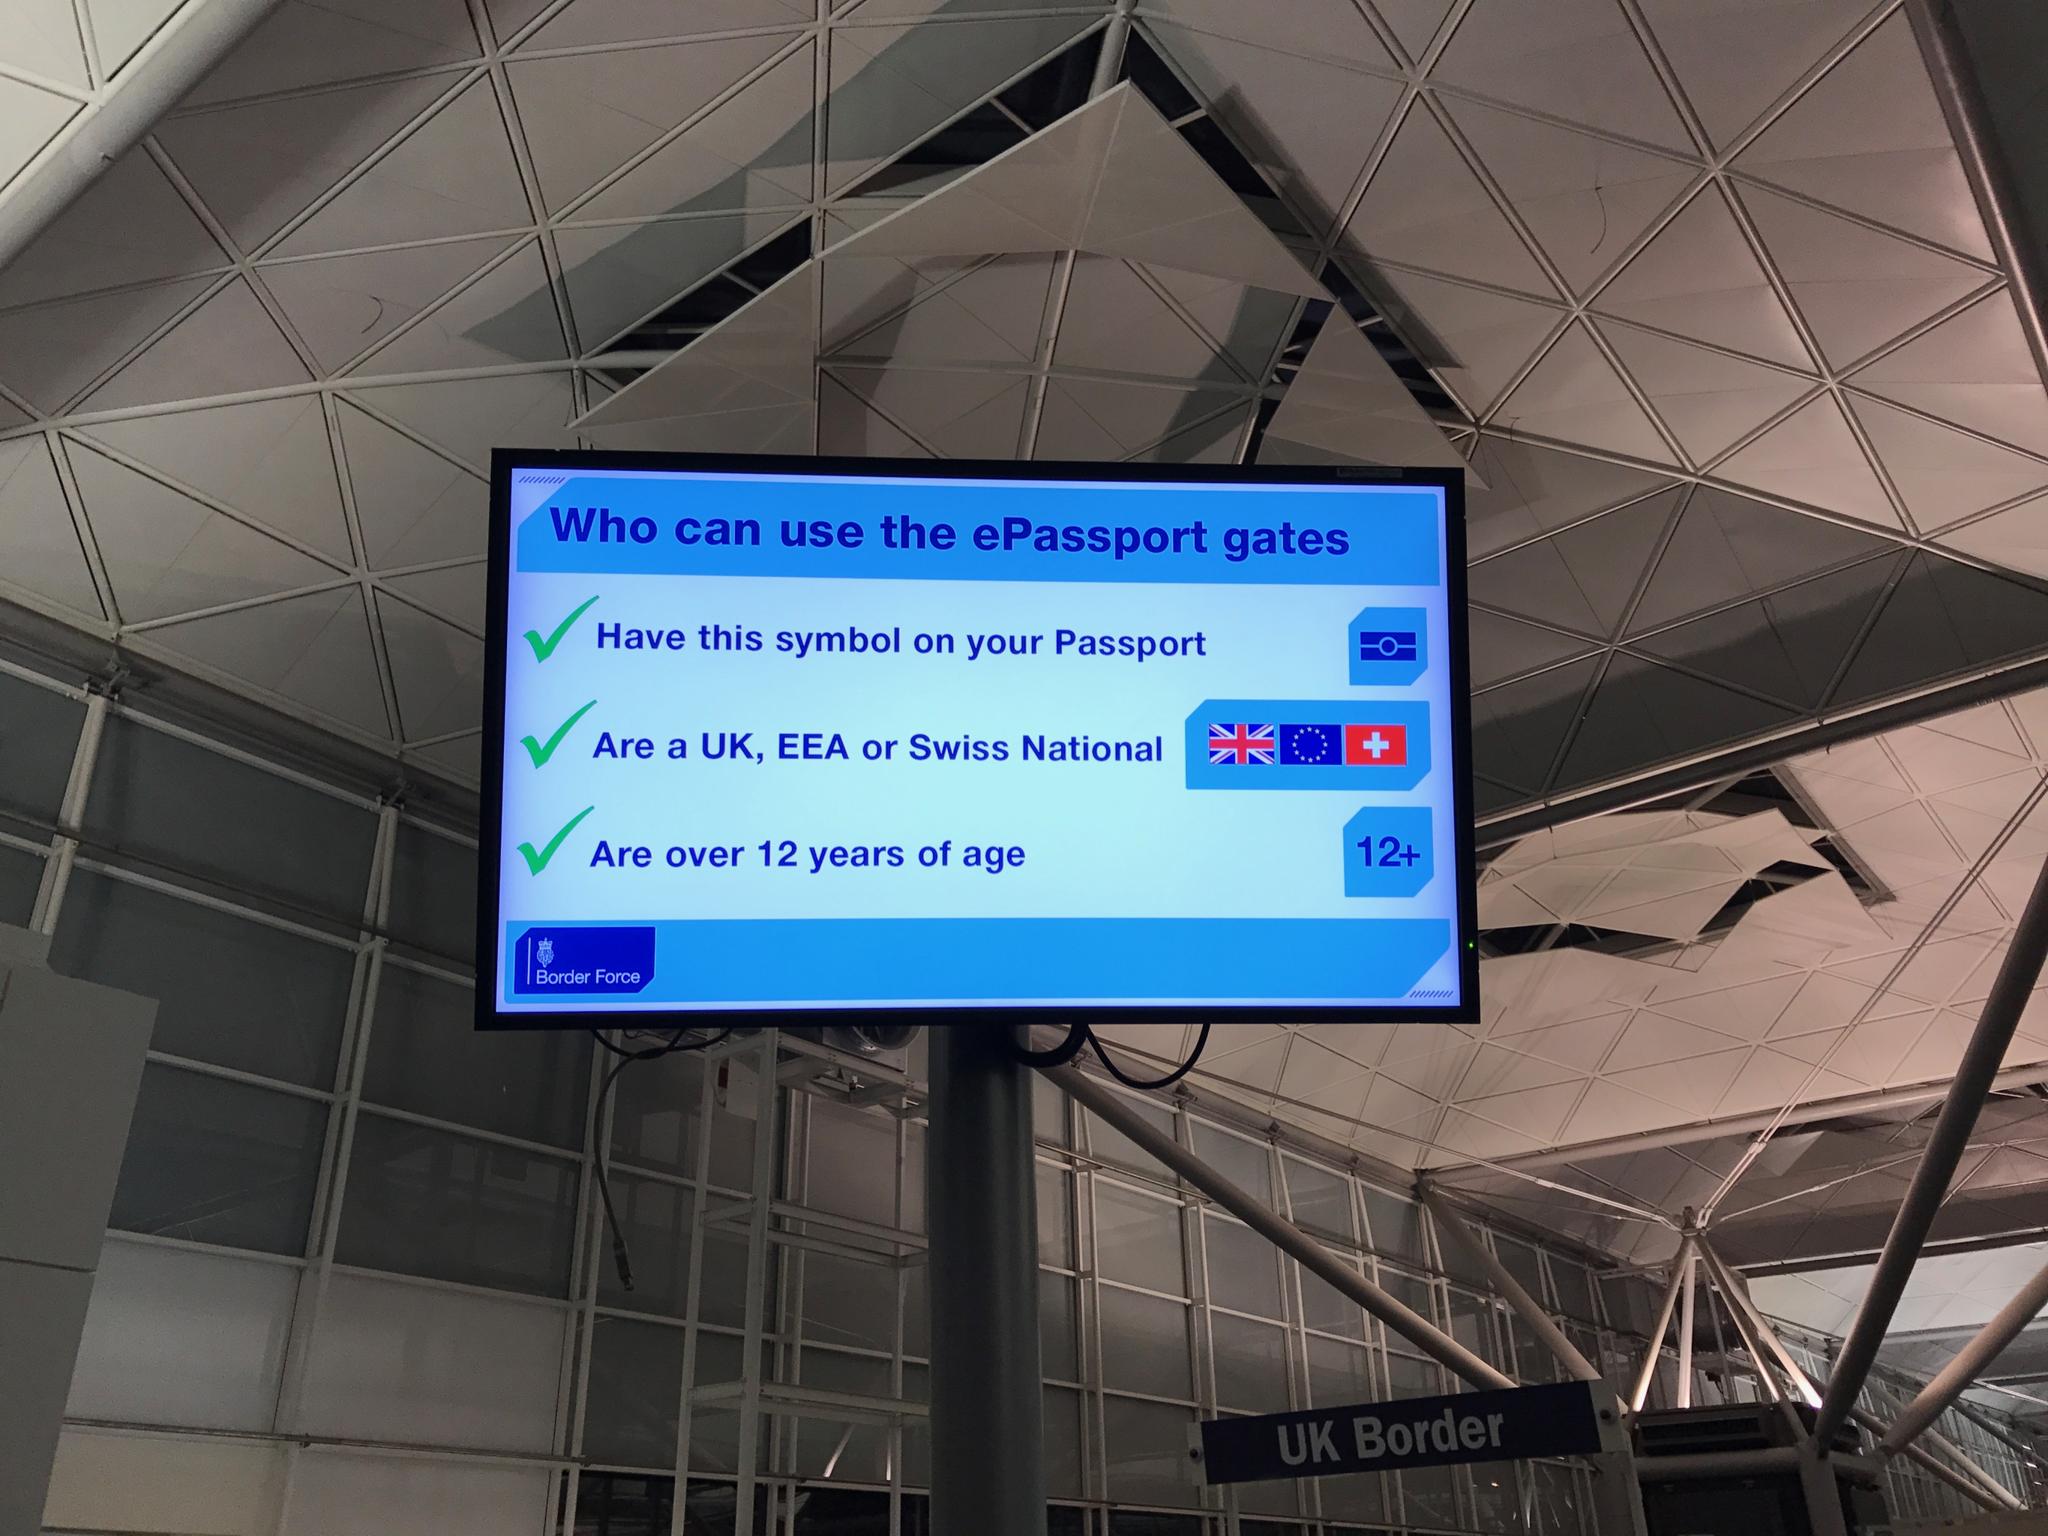 Who can use the ePassport gates
Have this symbol on your Passport
Are a UK, EEA or Swiss National
Are over 12 years of age
12+
Border Force
UK Border